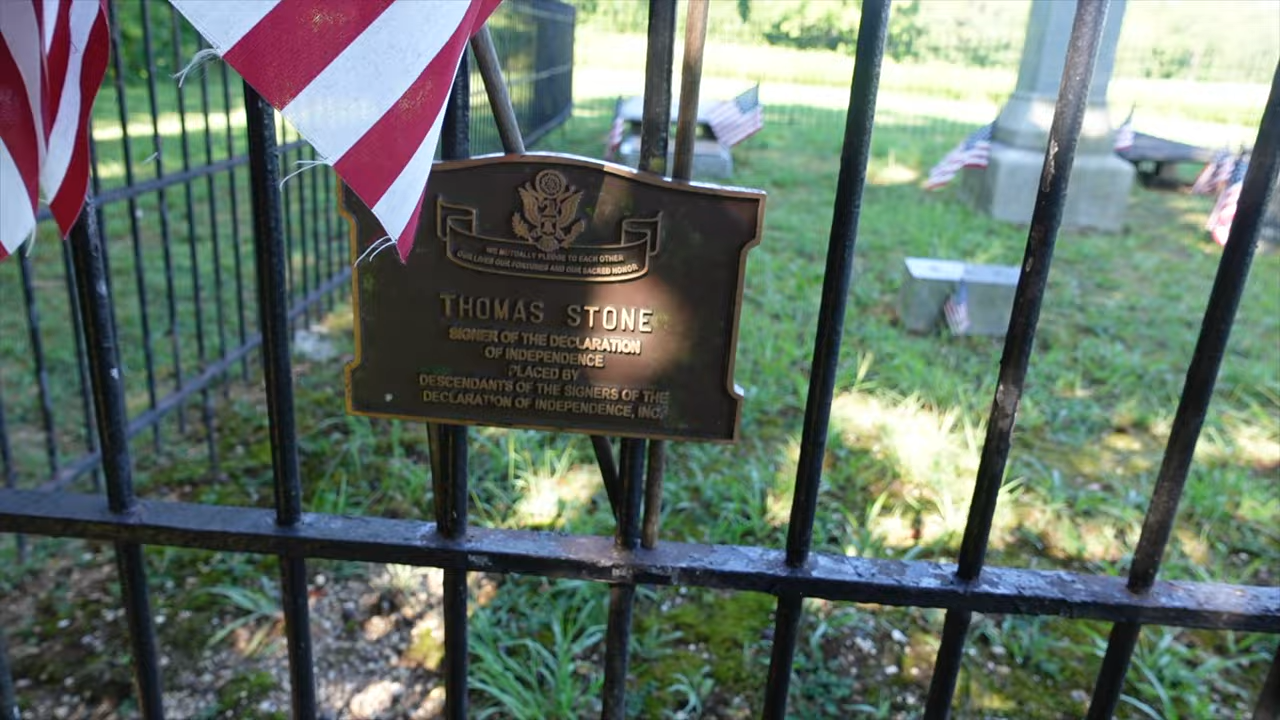 WE MUTUALLY PLEDGE TO EACH OTHER
OUR LIVES OUR FORTUNES AND OUR SACRED HONOR
THOMAS STONE
SIGNER OF THE DECLARATION
OF INDEPENDENCE
PLACED BY
DESCENDANTS OF THE SIGNERS OF THE
DECLARATION OF INDEPENDENCE, INC.